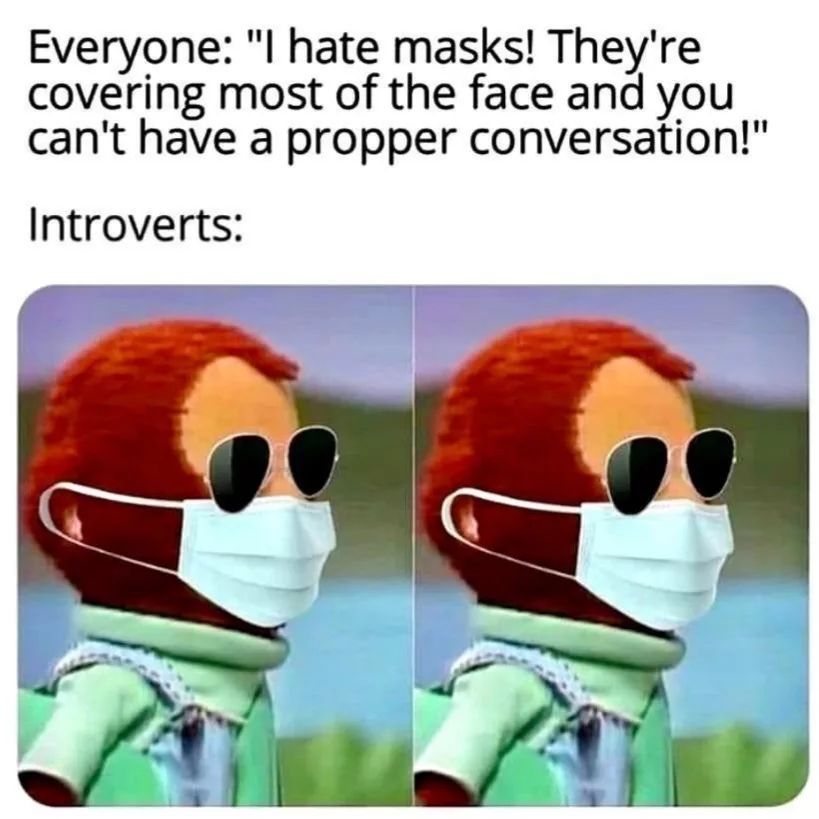 Everyone: "I hate masks! They're
covering most of the face and you
can't have a propper conversation!"
Introverts: